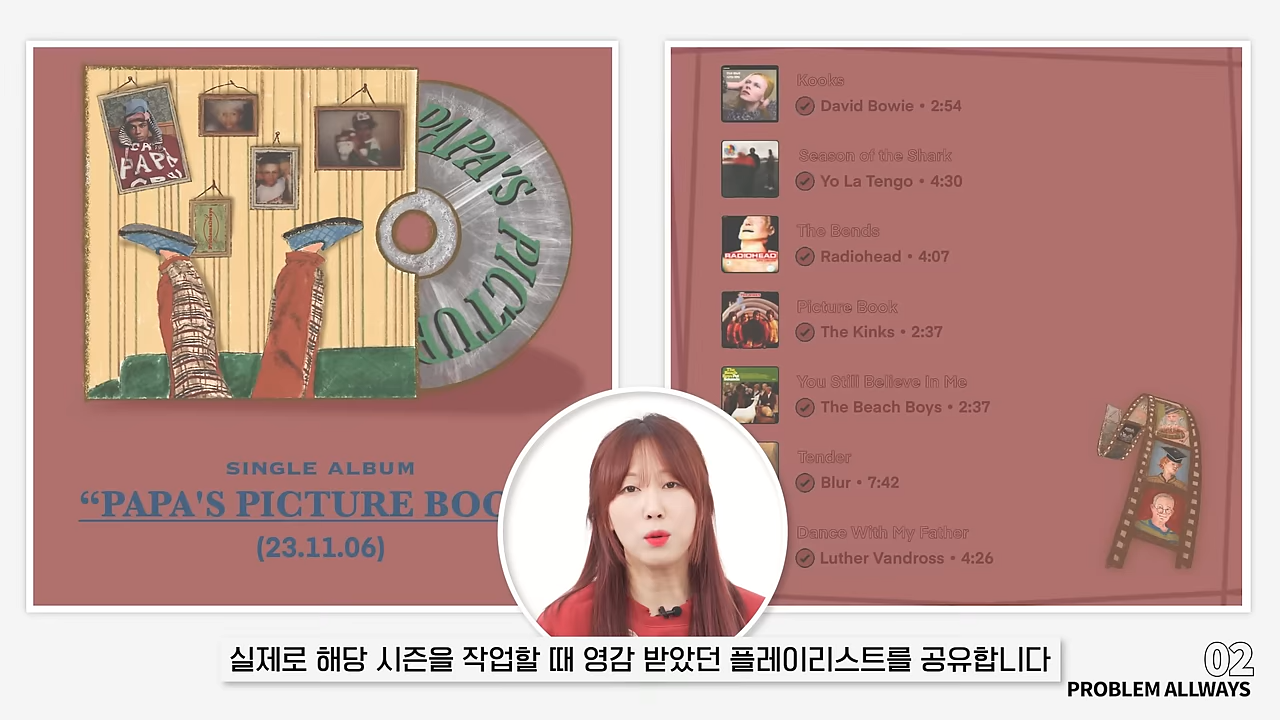 PAPA
PAPA'S PICTUR
SINGLE ALBUM
“PAPA'S PICTURE BOO
(23.11.06)
Kooks
David Bowie • 2:54
Season of the Shark
Yo La Tengo • 4:30
The Bends
RADIOHEAD
Radiohead • 4:07
Picture Book
The Kinks • 2:37
You Still Believe In Me
The Beach Boys • 2:37
Tender
Blur • 7:42
Dance With My Father
Luther Vandross • 4:26
실제로 해당 시즌을 작업할 때 영감 받았던 플레이리스트를 공유합니다
02
PROBLEM ALLWAYS